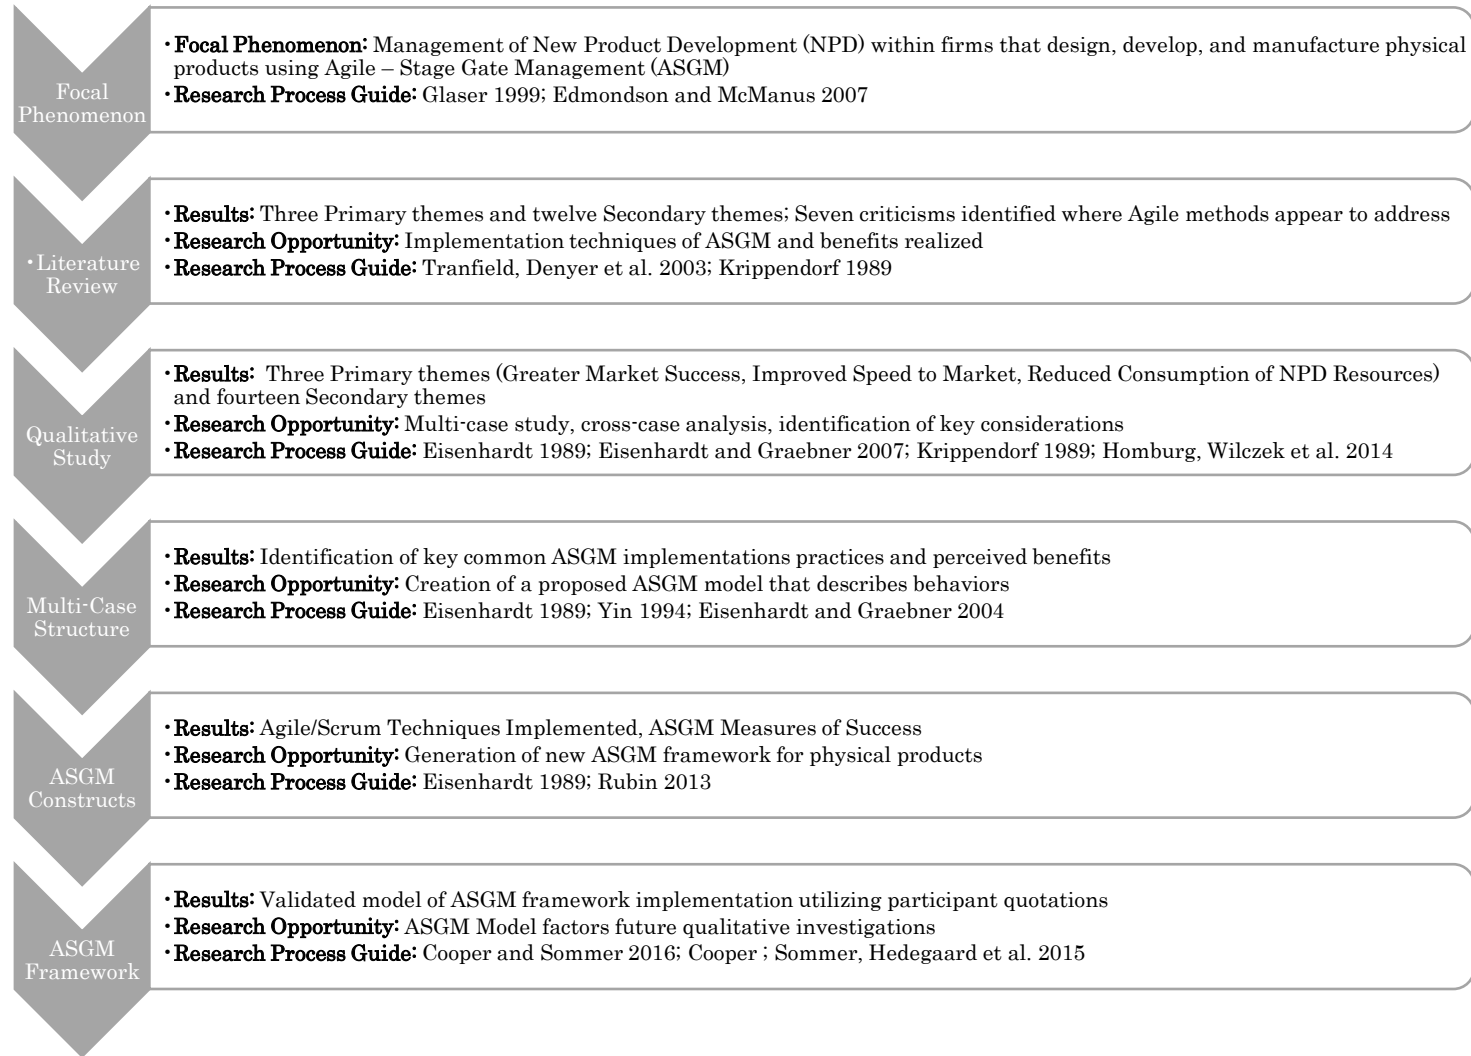 Focal
Phenomenon
·Focal Phenomenon: Management of New Product Development (NPD) within firms that design, develop, and manufacture physical
products using Agile – Stage Gate Management (ASGM)
·Research Process Guide: Glaser 1999; Edmondson and McManus 2007
·Literature
Review
·Results: Three Primary themes and twelve Secondary themes; Seven criticisms identified where Agile methods appear to address
·Research Opportunity: Implementation techniques of ASGM and benefits realized
·Research Process Guide: Tranfield, Denyer et al. 2003; Krippendorf 1989
Qualitative
Study
·Results: Three Primary themes (Greater Market Success, Improved Speed to Market, Reduced Consumption of NPD Resources)
and fourteen Secondary themes
·Research Opportunity: Multi-case study, cross-case analysis, identification of key considerations
·Research Process Guide: Eisenhardt 1989; Eisenhardt and Graebner 2007; Krippendorf 1989; Homburg, Wilczek et al. 2014
Multi-Case
Structure
·Results: Identification of key common ASGM implementations practices and perceived benefits
·Research Opportunity: Creation of a proposed ASGM model that describes behaviors
·Research Process Guide: Eisenhardt 1989; Yin 1994; Eisenhardt and Graebner 2004
ASGM
Constructs
·Results: Agile/Scrum Techniques Implemented, ASGM Measures of Success
·Research Opportunity: Generation of new ASGM framework for physical products
·Research Process Guide: Eisenhardt 1989; Rubin 2013
ASGM
Framework
·Results: Validated model of ASGM framework implementation utilizing participant quotations
·Research Opportunity: ASGM Model factors future qualitative investigations
·Research Process Guide: Cooper and Sommer 2016; Cooper ; Sommer, Hedegaard et al. 2015